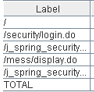 Label
/
/security/login.do
/j_spring_security...
/mess/display.do
/j_spring_security...
TOTAL